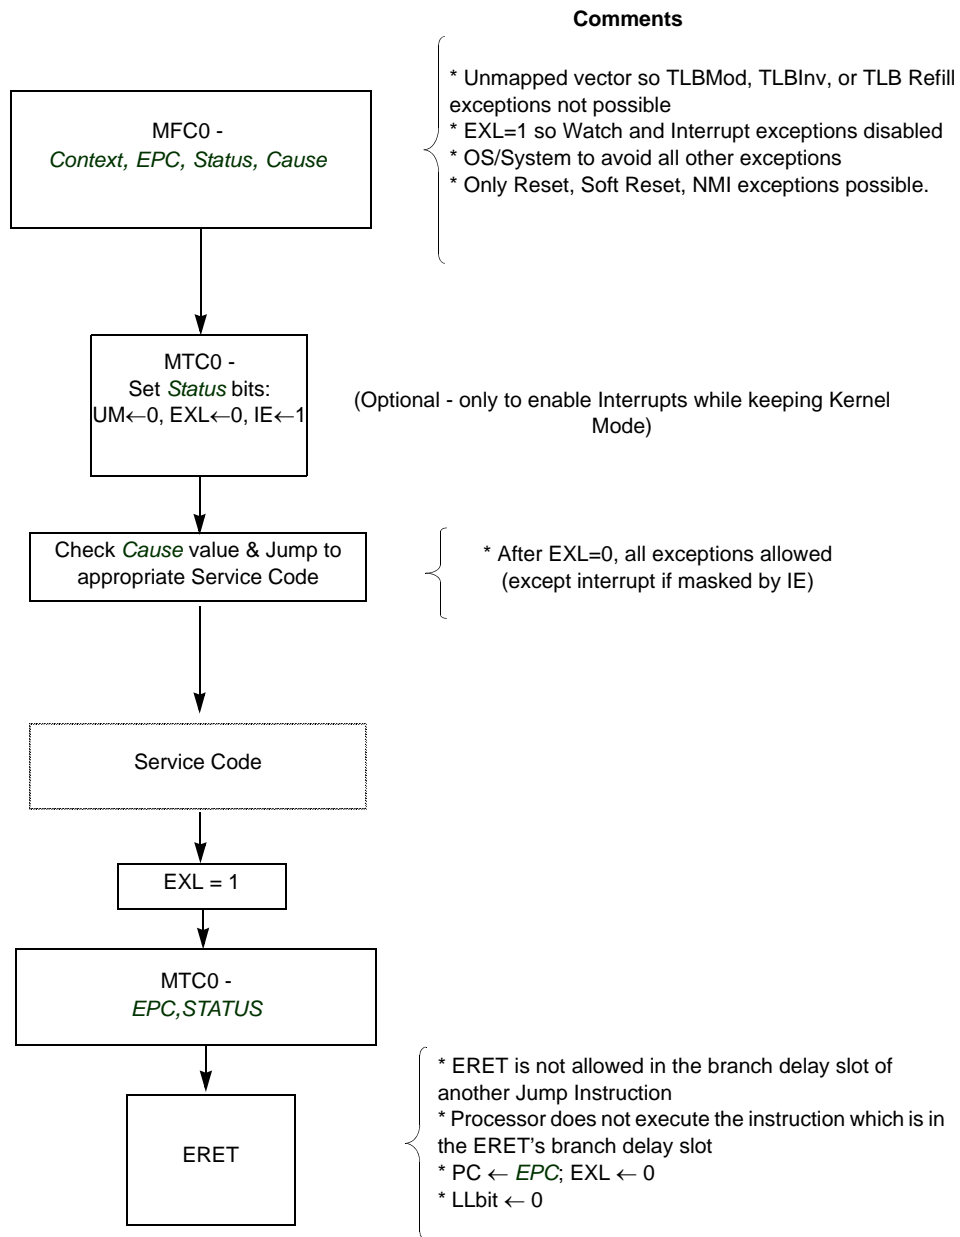 Comments
* Unmapped vector so TLBMod, TLBInv, or TLB Refill
exceptions not possible
* EXL=1 so Watch and Interrupt exceptions disabled
* OS/System to avoid all other exceptions
* Only Reset, Soft Reset, NMI exceptions possible.
MFC0 -
Context, EPC, Status, Cause
MTC0 -
Set Status bits:
UM←0, EXL←0, IE←1
(Optional - only to enable Interrupts while keeping Kernel
Mode)
Check Cause value & Jump to
appropriate Service Code
* After EXL=0, all exceptions allowed
(except interrupt if masked by IE)
Service Code
EXL = 1
MTC0 -
EPC,STATUS
* ERET is not allowed in the branch delay slot of
another Jump Instruction
* Processor does not execute the instruction which is in
the ERET's branch delay slot
* PC ← EPC; EXL ← 0
* LLbit ← 0
ERET